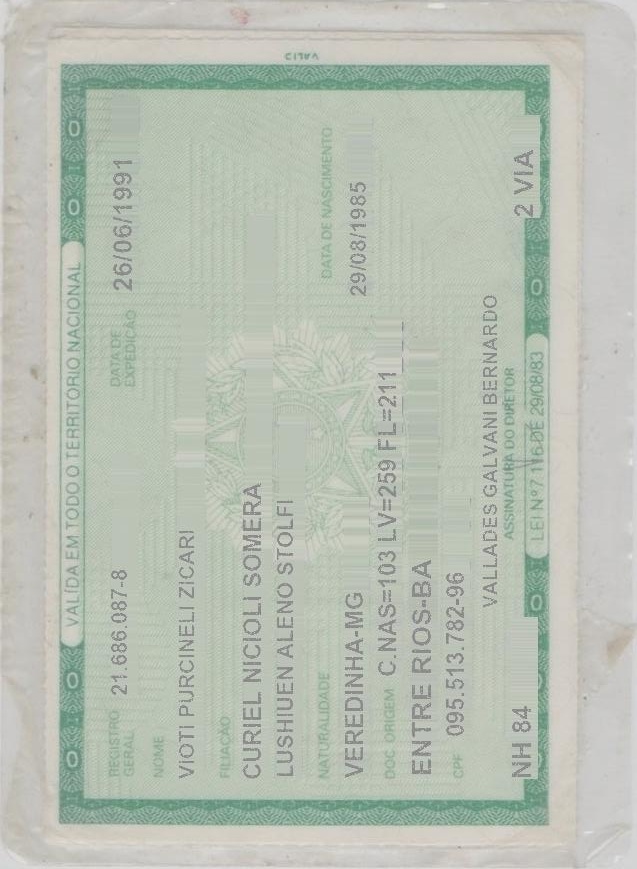 VALIDA EM TODO O TERRITÓRIO NACIONAL
REGISTRO GERAL 21.686.087-8 DATA DE EXPEDIÇÃO 26/06/1991
NOME
VIOTI PURCINELI ZICARI
FILIAÇÃO
CURIEL NICIOLI SOMERA
LUSHIUEN ALENO STOLFI
NATURALIDADE DATA DE NASCIMENTO
VEREDINHA-MG 29/08/1985
DOC ORIGEM C.NAS=103 LV=259 FL=211
ENTRE RIOS-BA
CPF 095.513.782-96
VALLADES GALVANI BERNARDO
NH 84 ASSINATURA DO DIRETOR 2 VIA
LEI Nº 7.116 DE 29/08/83